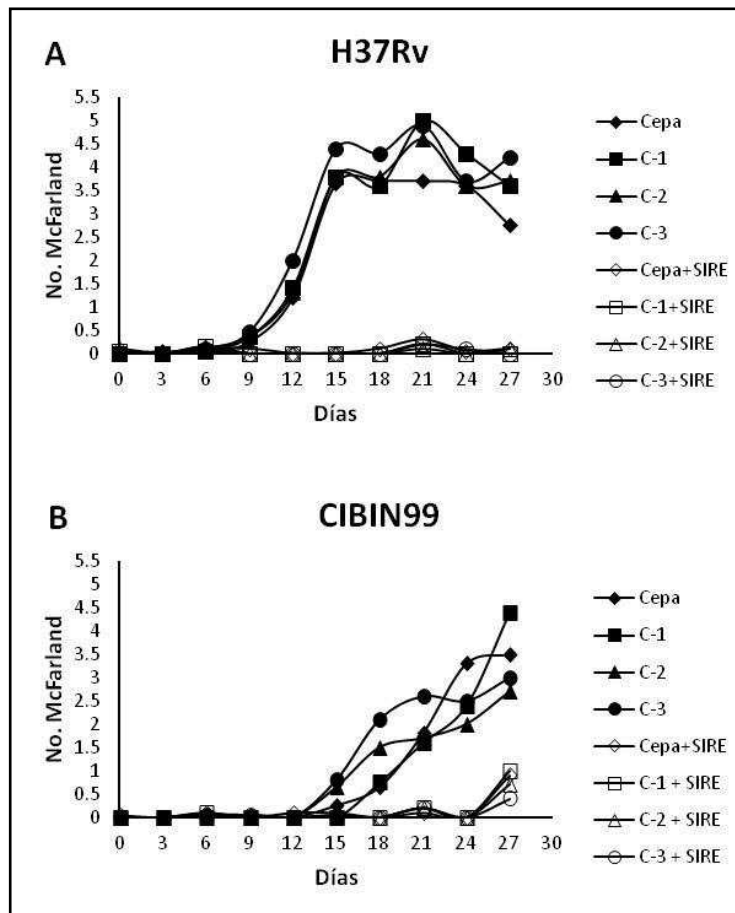 A
H37Rv
5.5
5
4.5
4
3.5
3
2.5
2
1.5
1
0.5
0
No. McFarland
0 3 6 9 12 15 18 21 24 27 30
Días
Cepa
C-1
C-2
C-3
Cepa+SIRE
C-1+SIRE
C-2+SIRE
C-3+SIRE
B
CIBIN99
5.5
5
4.5
4
3.5
3
2.5
2
1.5
1
0.5
0
No. McFarland
0 3 6 9 12 15 18 21 24 27 30
Días
Cepa
C-1
C-2
C-3
Cepa+SIRE
C-1 + SIRE
C-2 + SIRE
C-3 + SIRE